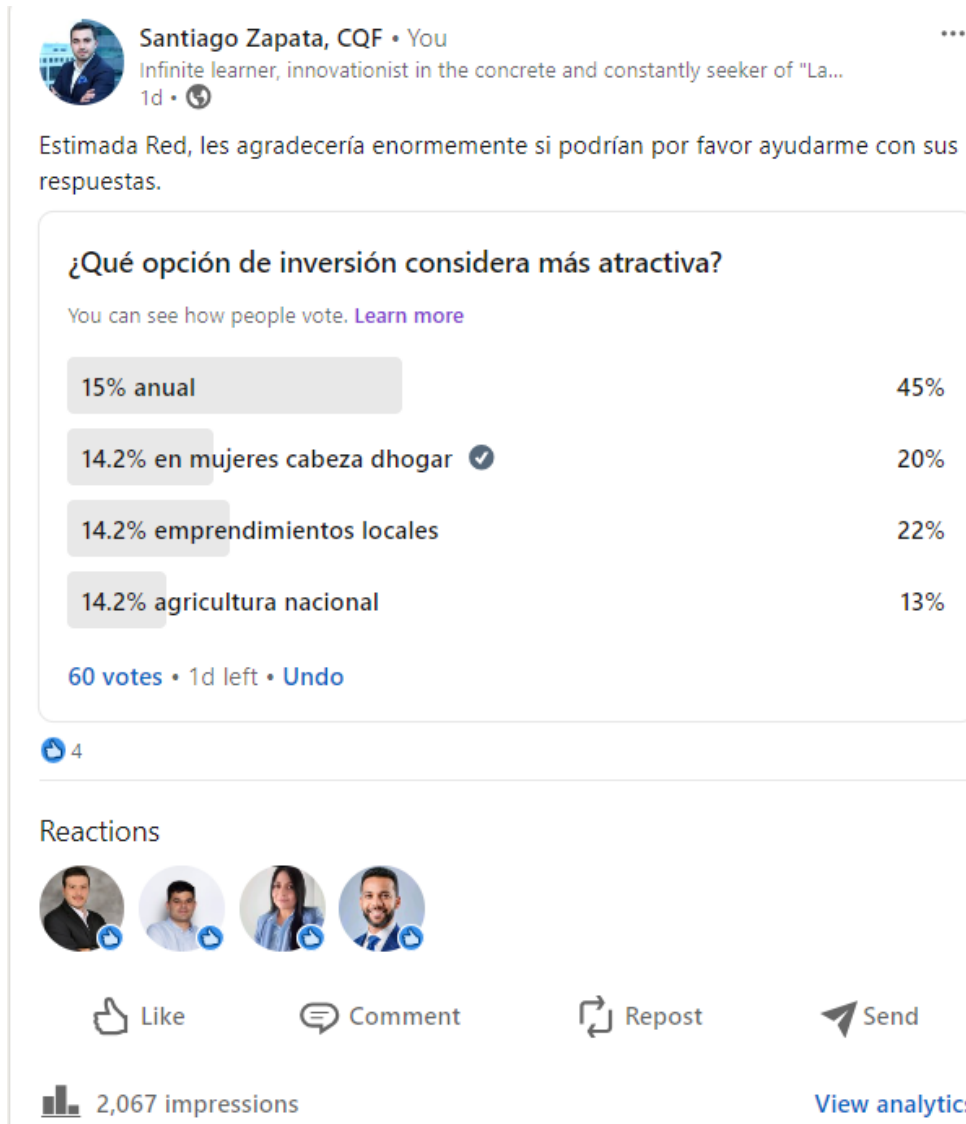 Santiago Zapata, CQF • You
Infinite learner, innovationist in the concrete and constantly seeker of "La...
1d •
Estimada Red, les agradecería enormemente si podrían por favor ayudarme con sus
respuestas.
¿Qué opción de inversión considera más atractiva?
You can see how people vote. Learn more
15% anual 45%
14.2% en mujeres cabeza dhogar 20%
14.2% emprendimientos locales 22%
14.2% agricultura nacional 13%
60 votes • 1d left • Undo
4
Reactions
Like Comment Repost Send
2,067 impressions View analytics